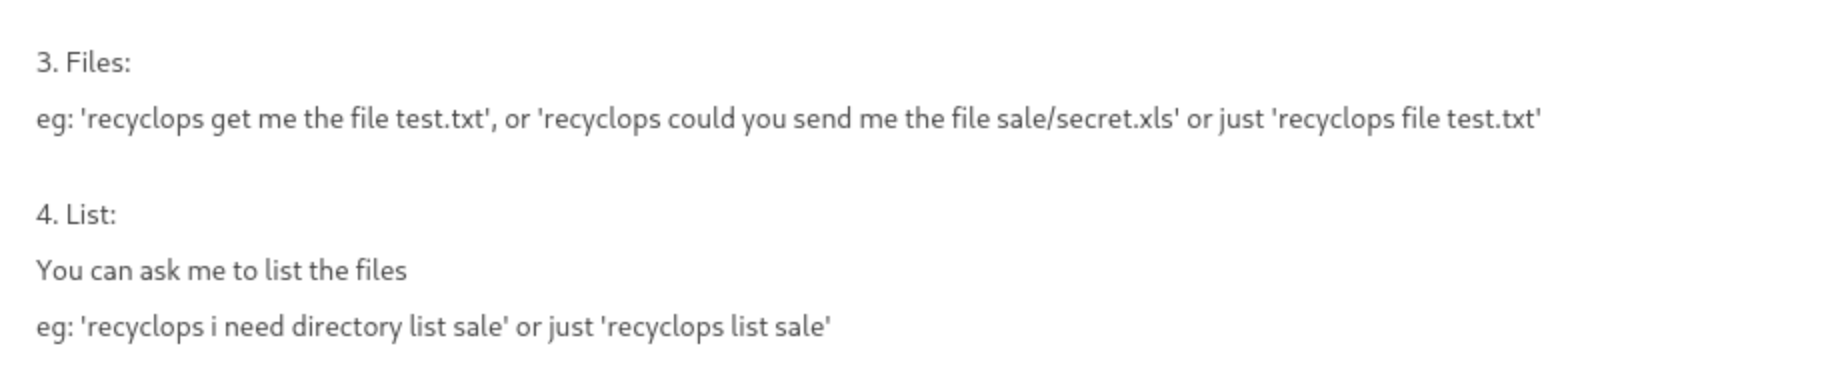 3. Files:
eg: 'recyclops get me the file test.txt', or 'recyclops could you send me the file sale/secret.xls' or just 'recyclops file test.txt'
4. List:
You can ask me to list the files
eg: 'recyclops i need directory list sale' or just 'recyclops list sale'